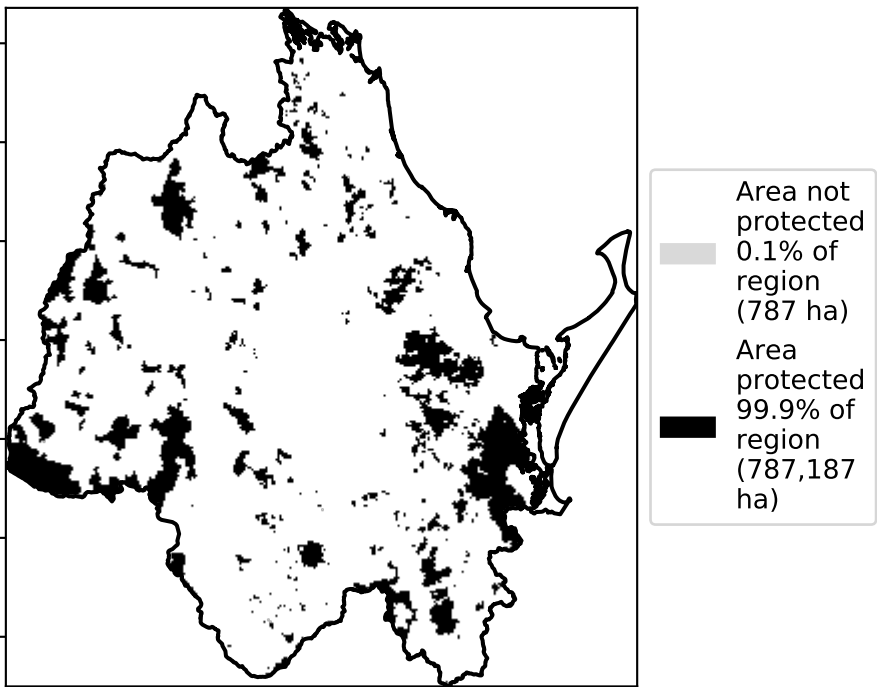 Area not
protected
0.1% of
region
(787 ha)
Area
protected
99.9% of
region
(787,187
ha)